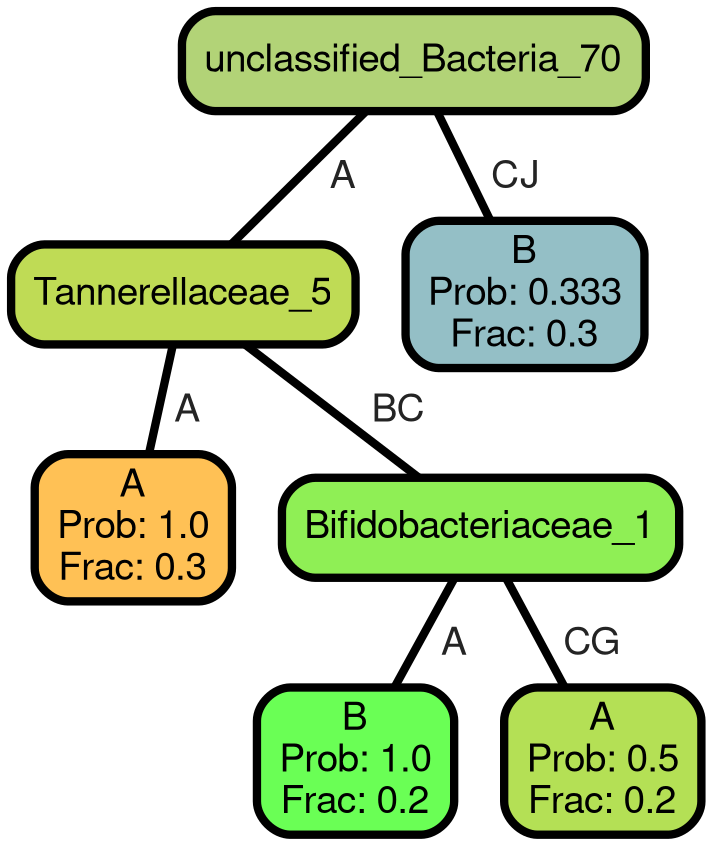 unclassified_Bacteria_70
A
CJ
B
Prob: 0.333
Frac: 0.3
Tannerellaceae_5
A
BC
A
Prob: 1.0
Frac: 0.3
Bifidobacteriaceae_1
A
CG
B
Prob: 1.0
Frac: 0.2
A
Prob: 0.5
Frac: 0.2